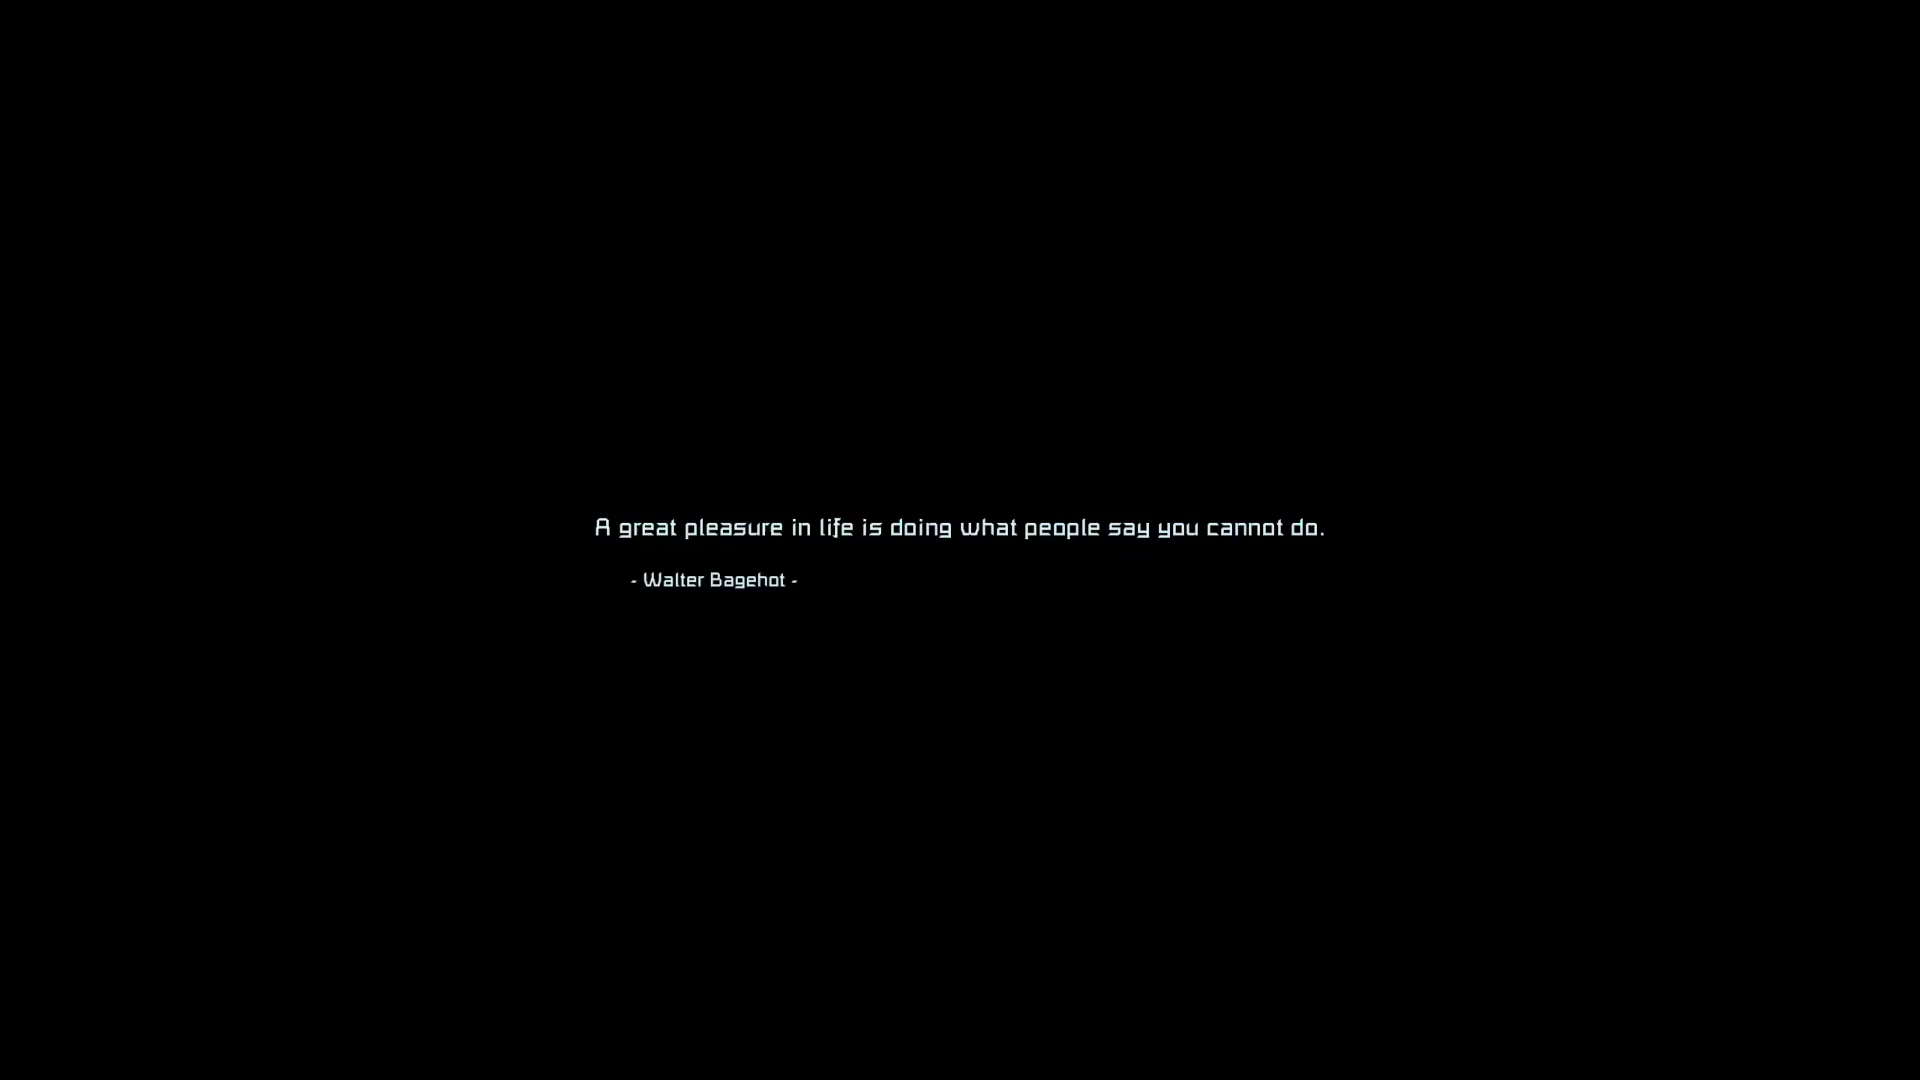 A great pleasure in life is doing what people say you cannot do.
- Walter Bagehot -